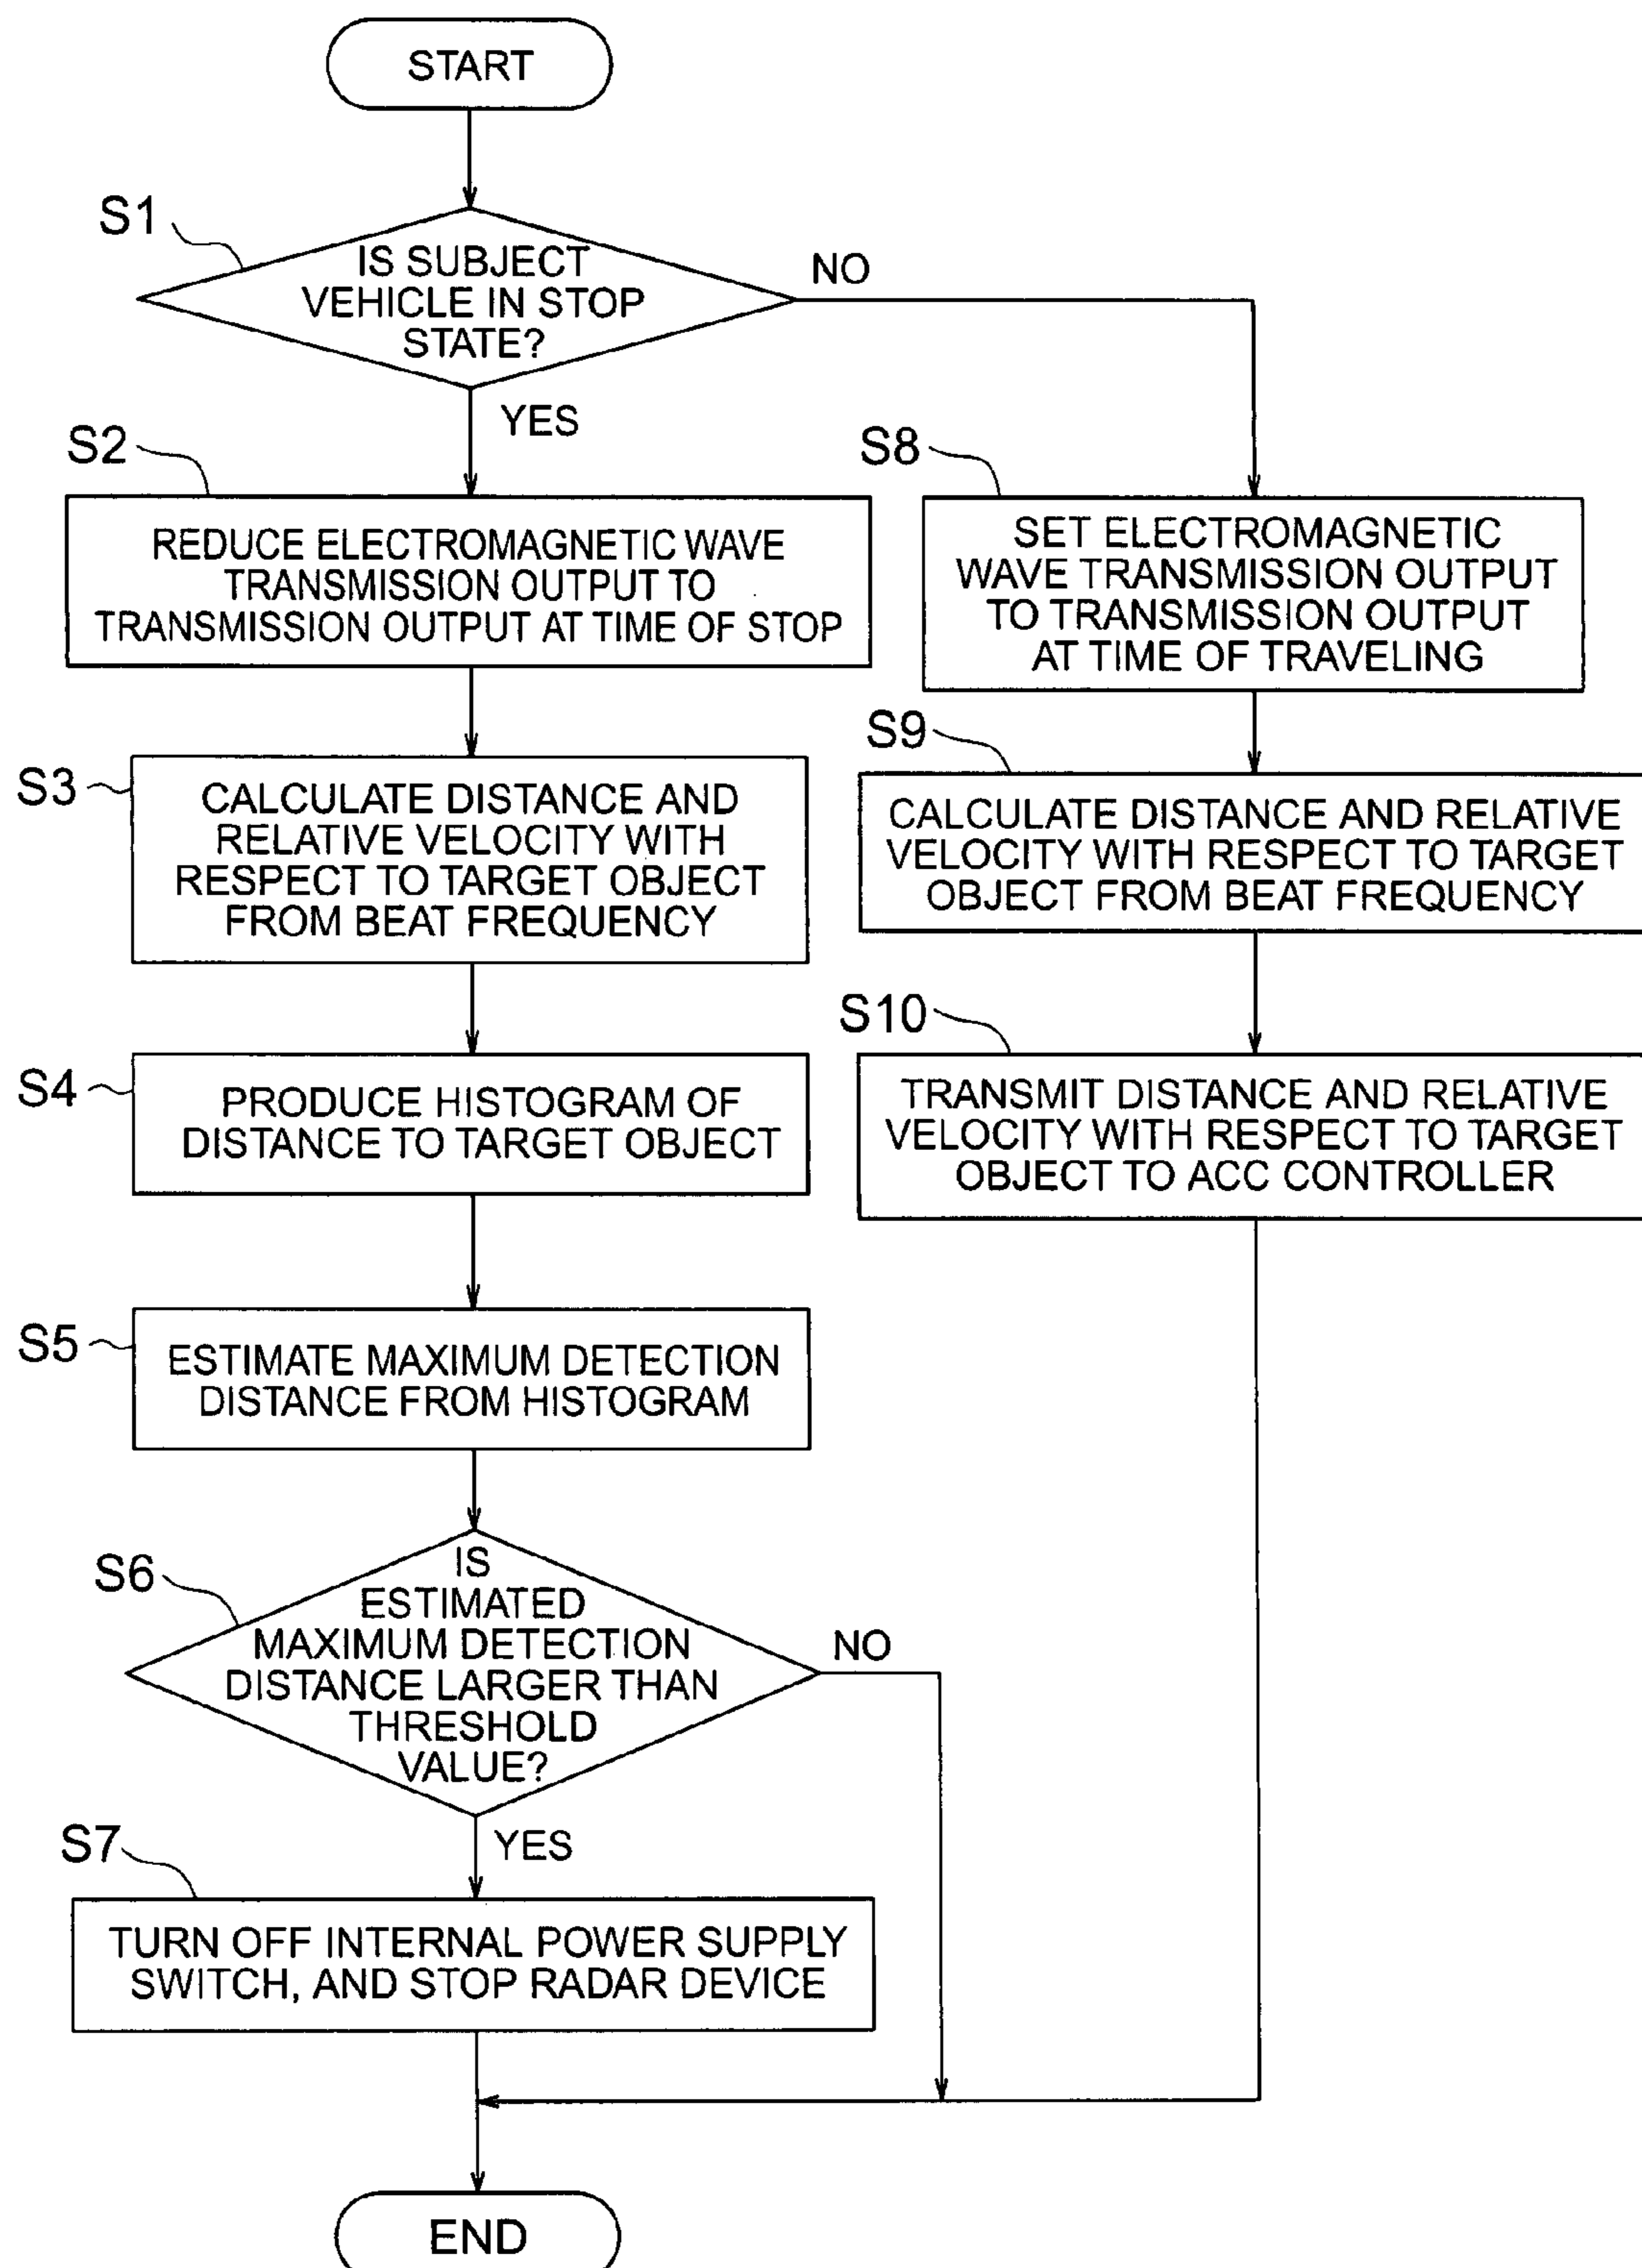 START
S1
IS SUBJECT
VEHICLE IN STOP
STATE?
NO
YES
S2
REDUCE ELECTROMAGNETIC WAVE
TRANSMISSION OUTPUT TO
TRANSMISSION OUTPUT AT TIME OF STOP
S3
CALCULATE DISTANCE AND
RELATIVE VELOCITY WITH
RESPECT TO TARGET OBJECT
FROM BEAT FREQUENCY
S4
PRODUCE HISTOGRAM OF
DISTANCE TO TARGET OBJECT
S5
ESTIMATE MAXIMUM DETECTION
DISTANCE FROM HISTOGRAM
S6
IS
ESTIMATED
MAXIMUM DETECTION
DISTANCE LARGER THAN
THRESHOLD
VALUE?
NO
YES
S7
TURN OFF INTERNAL POWER SUPPLY
SWITCH, AND STOP RADAR DEVICE
S8
SET ELECTROMAGNETIC
WAVE TRANSMISSION OUTPUT
TO TRANSMISSION OUTPUT
AT TIME OF TRAVELING
S9
CALCULATE DISTANCE AND RELATIVE
VELOCITY WITH RESPECT TO TARGET
OBJECT FROM BEAT FREQUENCY
S10
TRANSMIT DISTANCE AND RELATIVE
VELOCITY WITH RESPECT TO TARGET
OBJECT TO ACC CONTROLLER
END